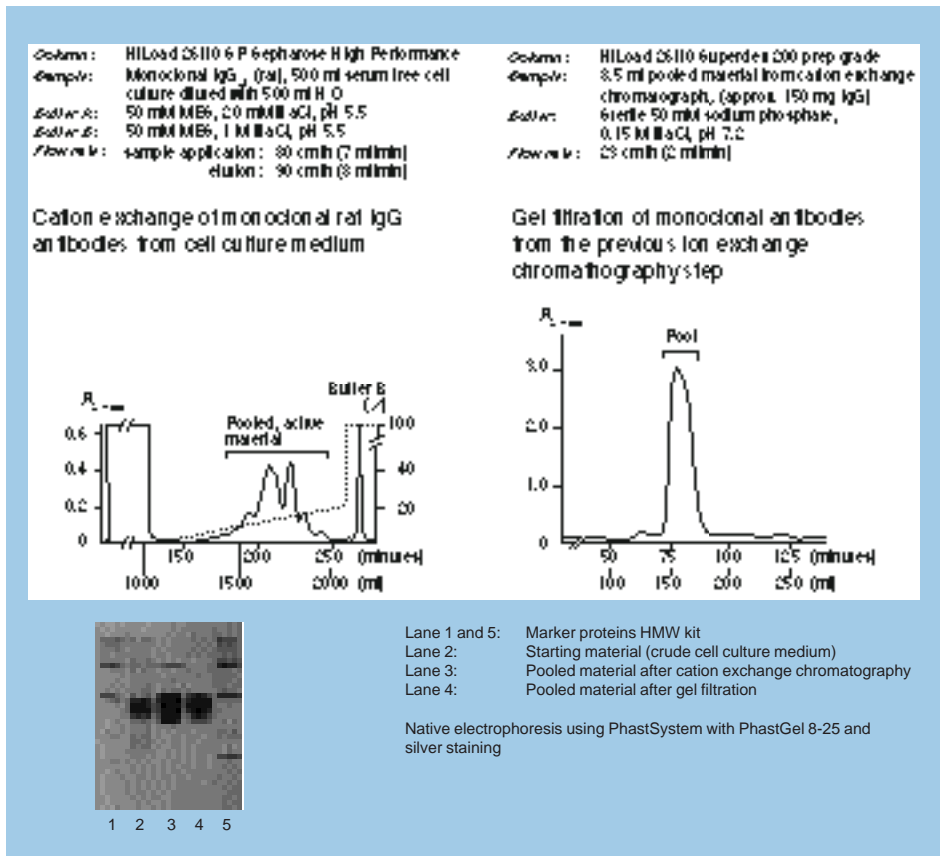 Column: HiLoad 26/10 SP Sepharose High Performance
Sample: Monoclonal IgG (rat), 500 ml serum free cell
culture diluted with 500 ml H O
Buffer A: 50 mM MES, 20 mM NaCl, pH 5.5
Buffer B: 50 mM MES, 1 M NaCl, pH 5.5
Flow rate: sample application: 80 cm/h (7 ml/min)
elution: 90 cm/h (8 ml/min)
Column: HiLoad Superdex 200 prep grade
Sample: 8.5 ml pooled material from cation exchange
chromatography, (approx. 150 mg IgG)
Buffer: Sterile 50 mM sodium phosphate,
0.15 M NaCl, pH 7.2
Flow rate: 23 cm/h (2 ml/min)
Cation exchange of monoclonal rat IgG
antibodies from cell culture medium
Gel filtration of monoclonal antibodies
from the previous ion exchange
chromathography step
Buffer B
Pooled, active
material
0.6
0.4
0.2
0
100
40
20
150 200 250 (minutes)
1000 1500 2000 (ml)
Pool
3.0
2.0
1.0
0
50 75 100 125 (minutes)
100 150 200 250 (ml)
1 2 3 4 5
Lane 1 and 5: Marker proteins HMW kit
Lane 2: Starting material (crude cell culture medium)
Lane 3: Pooled material after cation exchange chromatography
Lane 4: Pooled material after gel filtration
Native electrophoresis using PhastSystem with PhastGel 8-25 and
silver staining